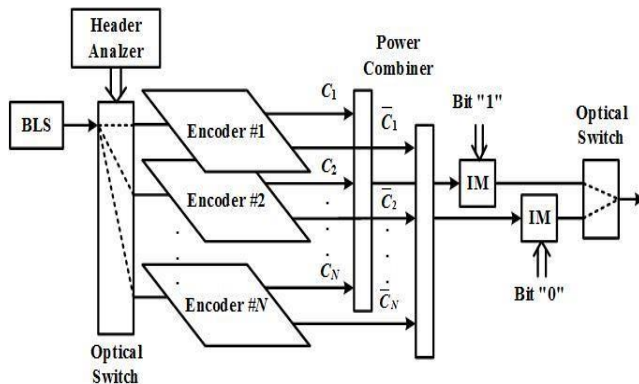 Header
Analzer
BLS
Optical
Switch
Encoder #1
Encoder #2
Encoder #N
C1
C̅1
C2
C̅2
CN
C̅N
Power
Combiner
Bit "1"
IM
IM
Bit "0"
Optical
Switch